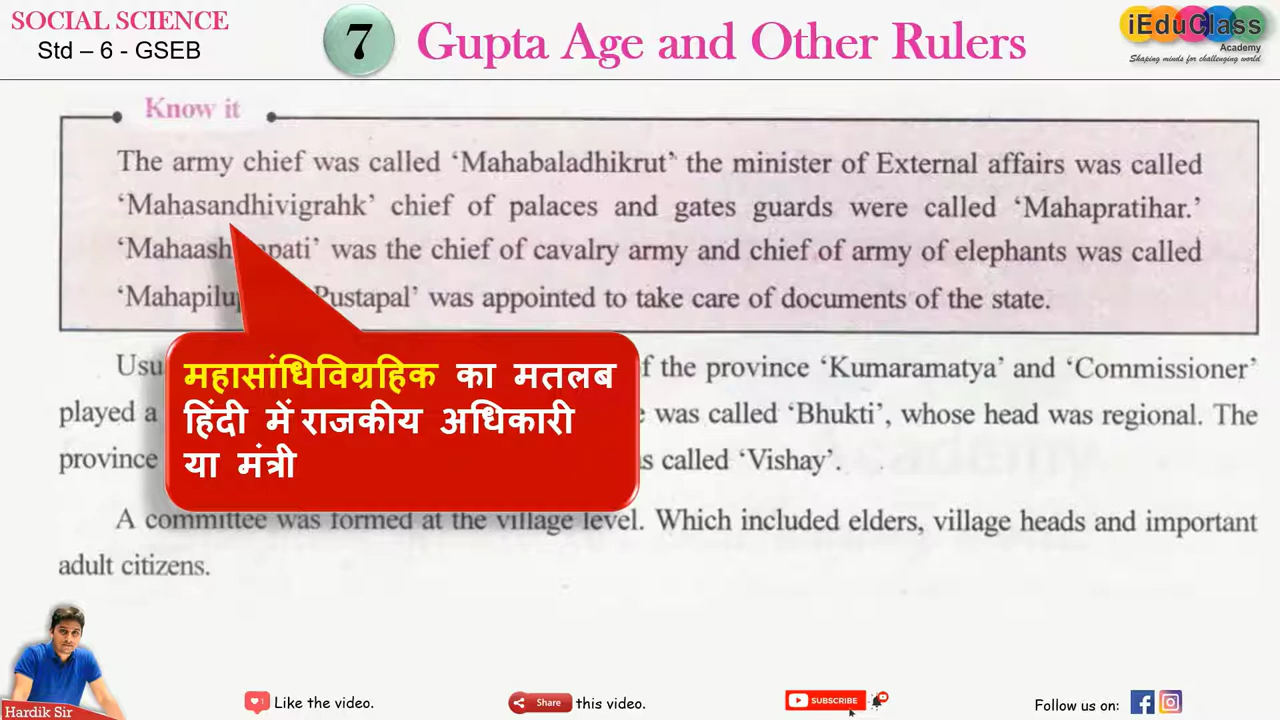 SOCIAL SCIENCE
Std – 6 - GSEB
7
Gupta Age and Other Rulers
iEduClass
Academy
Shaping minds for challenging world
Know it
The army chief was called ‘Mahabaladhikrut’ the minister of External affairs was called
‘Mahasandhivigrahk’ chief of palaces and gates guards were called ‘Mahapratihar.’
was the chief of cavalry army and chief of army of elephants was called
Pustapal’ was appointed to take care of documents of the state.
of the province ‘Kumaramatya’ and ‘Commissioner’
played a was called ‘Bhukti’, whose head was regional. The
province called ‘Vishay’.
महासांधिविग्रहिक का मतलब
हिंदी में राजकीय अधिकारी
या मंत्री
A committee was formed at the village level. Which included elders, village heads and important
adult citizens.
Hardik Sir
Like the video.
Share this video.
SUBSCRIBE
Follow us on: